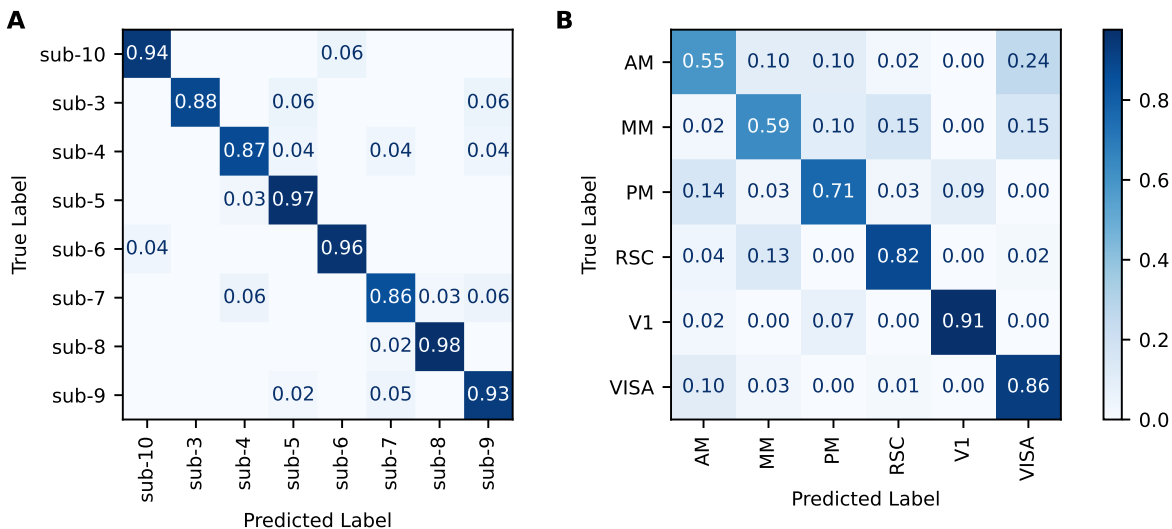 A
True Label
sub-10 0.94 0.06
sub-3 0.88 0.06 0.06
sub-4 0.87 0.04 0.04 0.04
sub-5 0.03 0.97
sub-6 0.04 0.96
sub-7 0.06 0.86 0.03 0.06
sub-8 0.02 0.98
sub-9 0.02 0.05 0.93
sub-10 sub-3 sub-4 sub-5 sub-6 sub-7 sub-8 sub-9
Predicted Label
B
True Label
AM 0.55 0.10 0.10 0.02 0.00 0.24
MM 0.02 0.59 0.10 0.15 0.00 0.15
PM 0.14 0.03 0.71 0.03 0.09 0.00
RSC 0.04 0.13 0.00 0.82 0.00 0.02
V1 0.02 0.00 0.07 0.00 0.91 0.00
VISA 0.10 0.03 0.00 0.01 0.00 0.86
AM MM PM RSC V1 VISA
Predicted Label
0.8
0.6
0.4
0.2
0.0